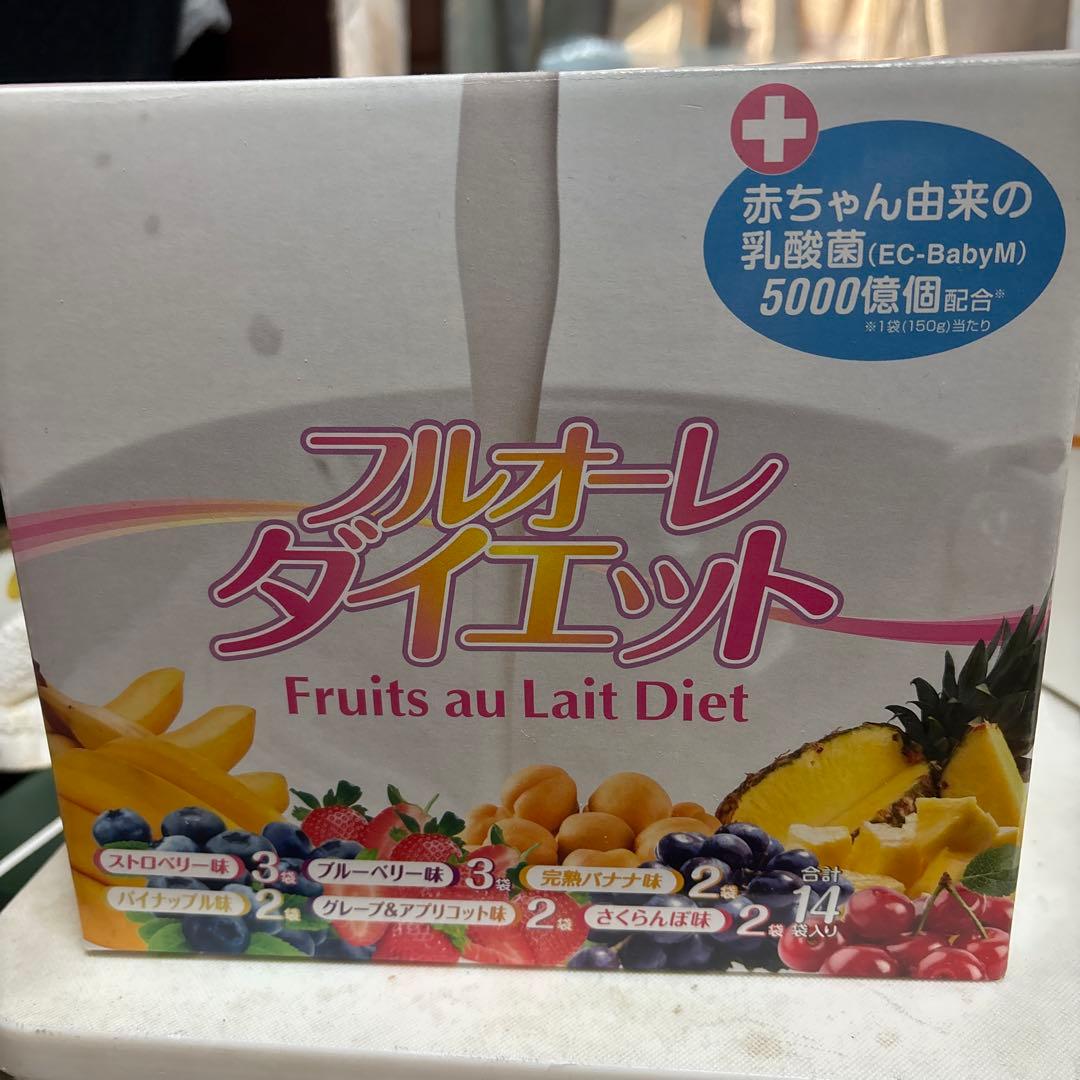 赤ちゃん由来の
乳酸菌(EC-BabyM)
5000億個配合※
※1袋(150g)当たり
フルオーレ
ダイエット
Fruits au Lait Diet
ストロベリー味 3袋 ブルーベリー味 3袋 完熟バナナ味 2袋
パイナップル味 2袋 グレープ&アプリコット味 2袋 さくらんぼ味 2袋
合計
14
袋入り